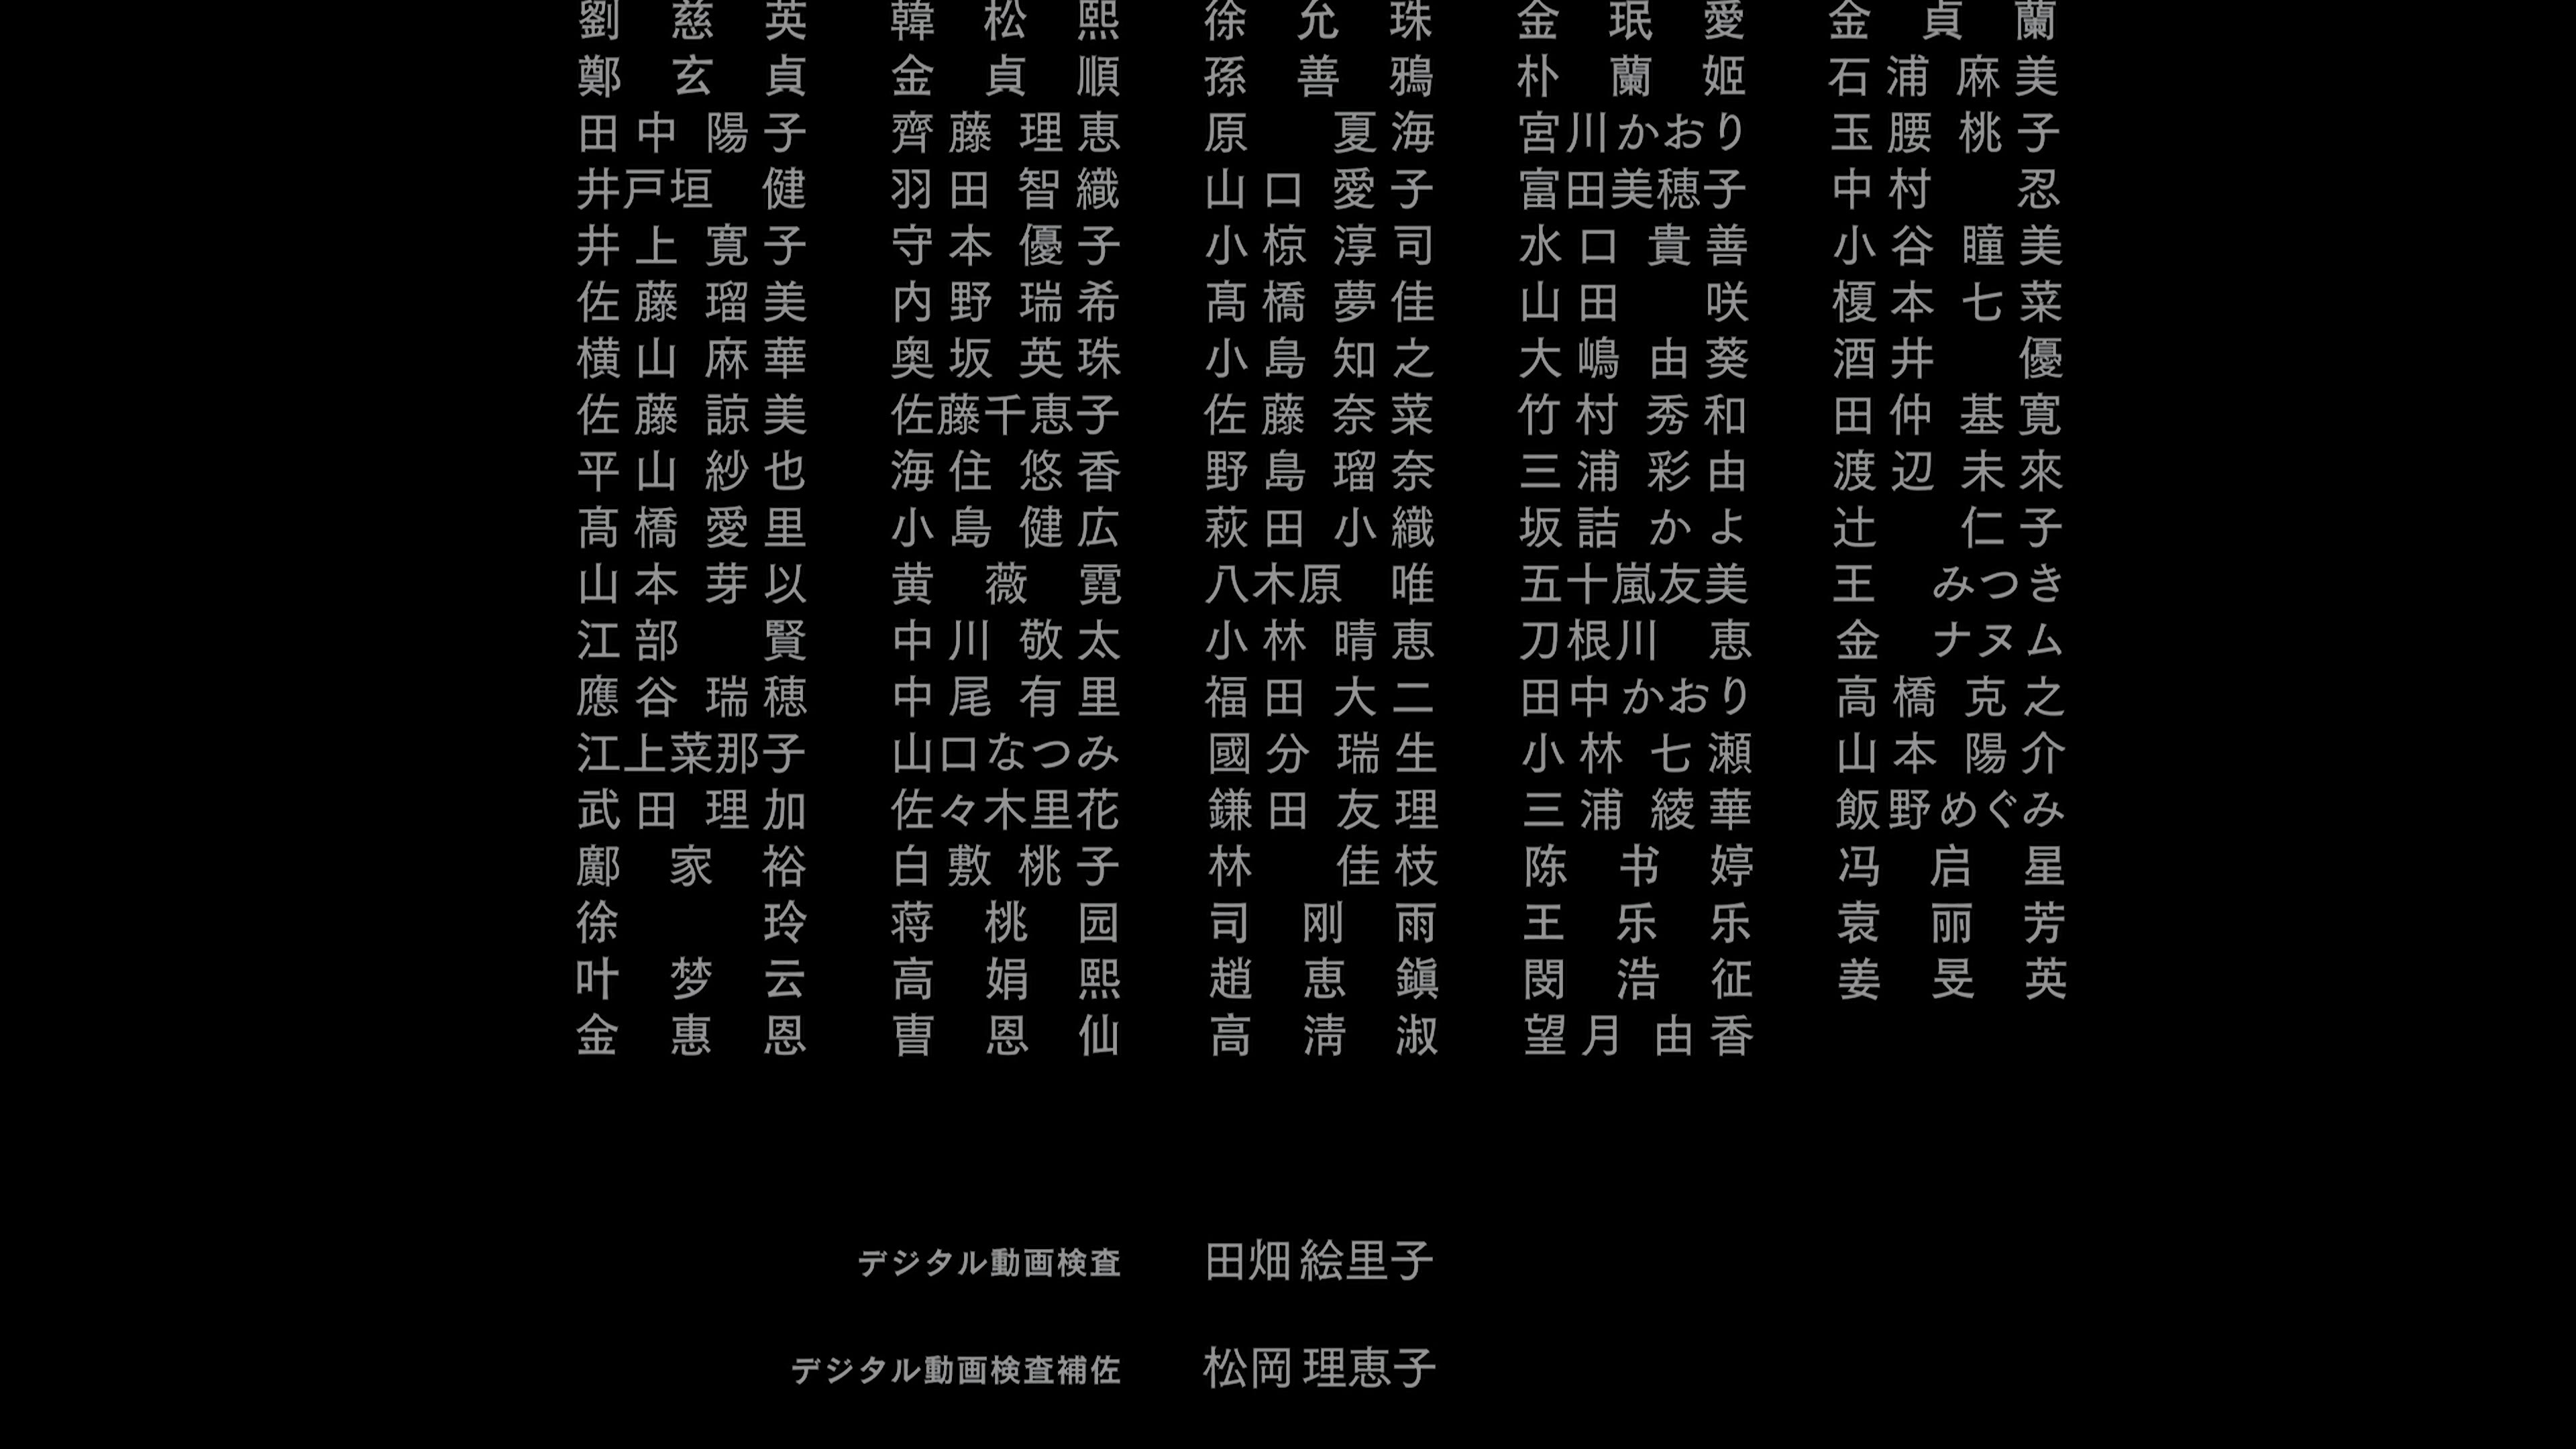 劉慈英 韓松熙 徐允珠 金珉愛 金貞蘭
鄭玄貞 金貞順 孫善鴉 朴蘭姫 石浦麻美
田中陽子 齊藤理恵 原夏海 宮川かおり 玉腰桃子
井戸垣健 羽田智織 山口愛子 富田美穂子 中村忍
井上寛子 守本優子 小椋淳司 水口貴善 小谷瞳美
佐藤瑠美 内野瑞希 髙橋夢佳 山田咲 榎本七菜
横山麻華 奥坂英珠 小島知之 大嶋由葵 酒井優
佐藤諒美 佐藤千恵子 佐藤奈菜 竹村秀和 田仲基寛
平山紗也 海住悠香 野島瑠奈 三浦彩由 渡辺未來
髙橋愛里 小島健広 萩田小織 坂詰かよ 辻仁子
山本芽以 黄薇霓 八木原唯 五十嵐友美 王みつき
江部賢 中川敬太 小林晴恵 刀根川恵 金ナヌム
應谷瑞穂 中尾有里 福田大二 田中かおり 高橋克之
江上菜那子 山口なつみ 國分瑞生 小林七瀬 山本陽介
武田理加 佐々木里花 鎌田友理 三浦綾華 飯野めぐみ
鄺家裕 白敷桃子 林佳枝 陈书婷 冯启星
徐玲 蒋桃园 司刚雨 王乐乐 袁丽芳
叶梦云 高娟熙 趙恵鎭 閔浩征 姜旻英
金惠恩 曺恩仙 高淸淑 望月由香
デジタル動画検査 田畑 絵里子
デジタル動画検査補佐 松岡 理恵子